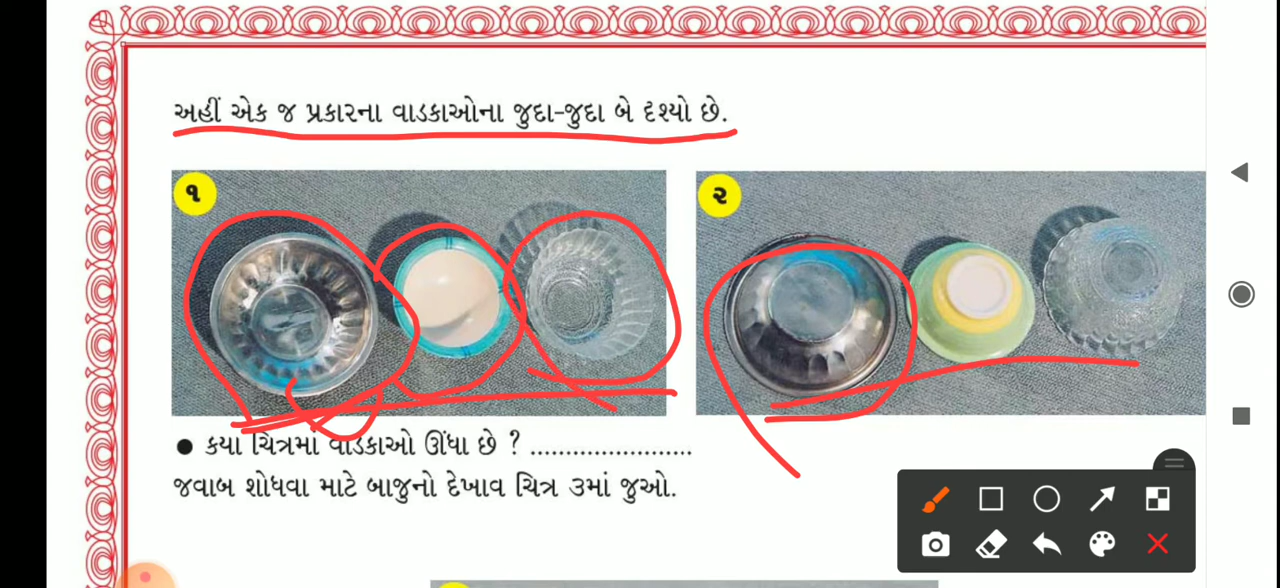 અહીં એક જ પ્રકારના વાડકાઓના જુદા-જુદા બે દૃશ્યો છે.
૧
૨
● કયા ચિત્રમાં વાડકાઓ ઊંધા છે ? .......................
જવાબ શોધવા માટે બાજુનો દેખાવ ચિત્ર ૩માં જુઓ.